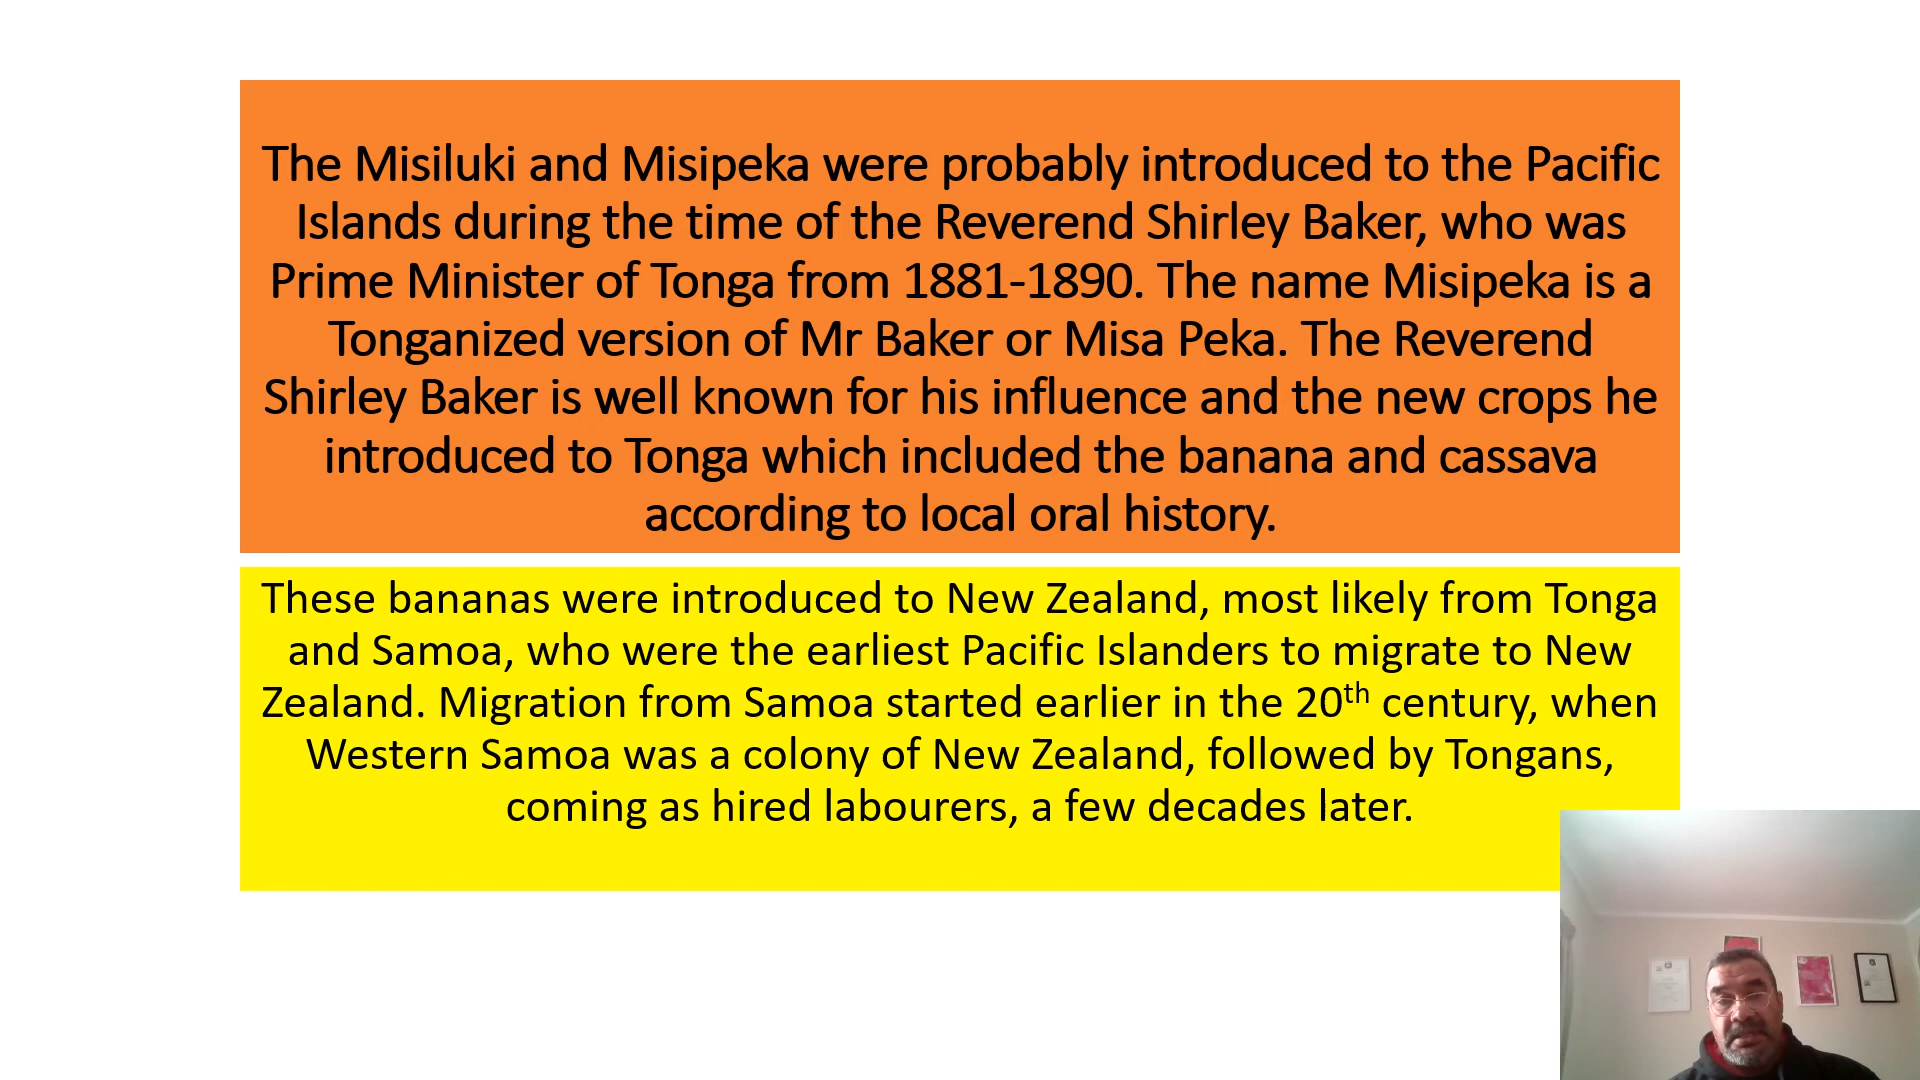 The Misiluki and Misipeka were probably introduced to the Pacific
Islands during the time of the Reverend Shirley Baker, who was
Prime Minister of Tonga from 1881-1890. The name Misipeka is a
Tonganized version of Mr Baker or Misa Peka. The Reverend
Shirley Baker is well known for his influence and the new crops he
introduced to Tonga which included the banana and cassava
according to local oral history.
These bananas were introduced to New Zealand, most likely from Tonga
and Samoa, who were the earliest Pacific Islanders to migrate to New
Zealand. Migration from Samoa started earlier in the 20th century, when
Western Samoa was a colony of New Zealand, followed by Tongans,
coming as hired labourers, a few decades later.